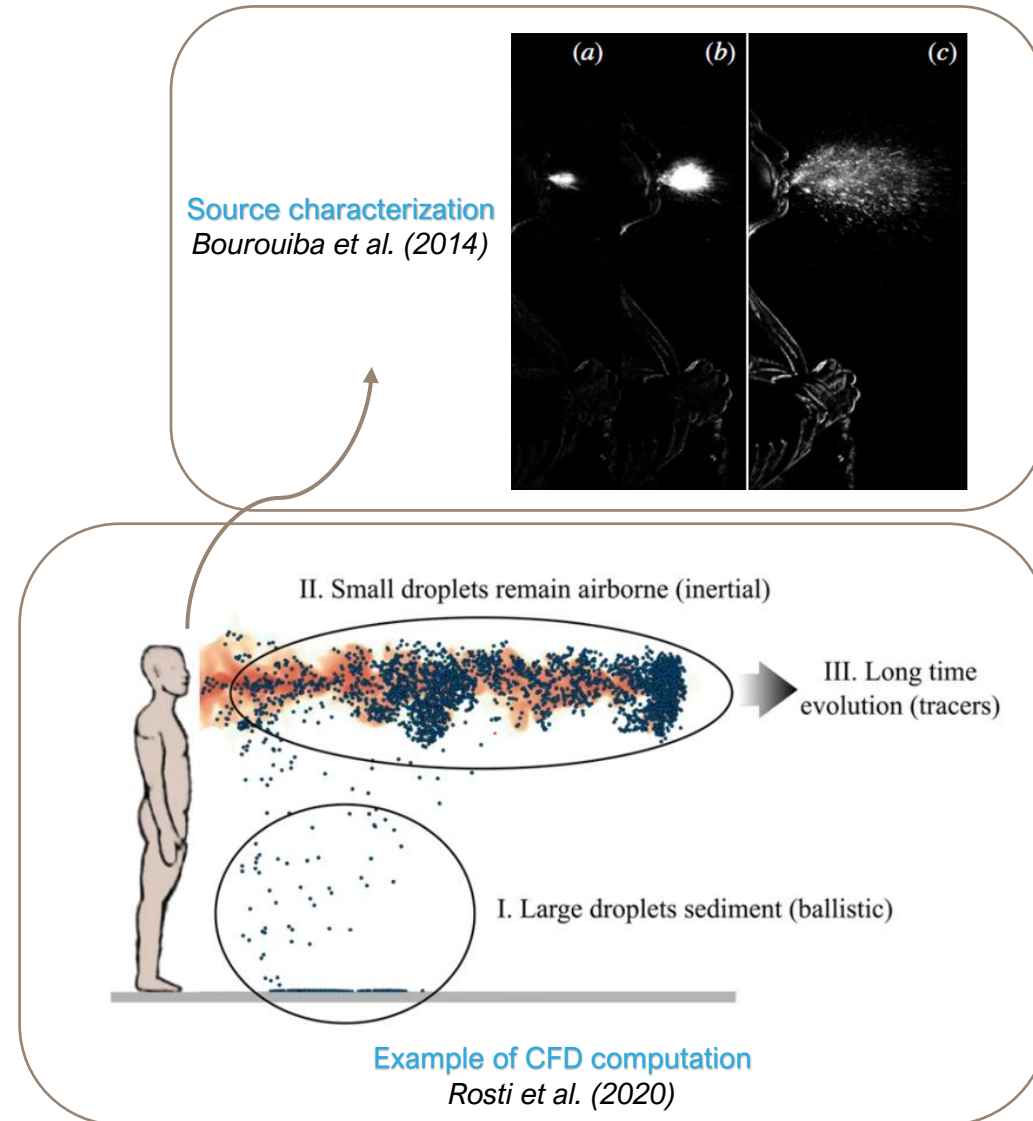 (a)
(b)
(c)
Source characterization
Bourouiba et al. (2014)
II. Small droplets remain airborne (inertial)
III. Long time
evolution (tracers)
I. Large droplets sediment (ballistic)
Example of CFD computation
Rosti et al. (2020)